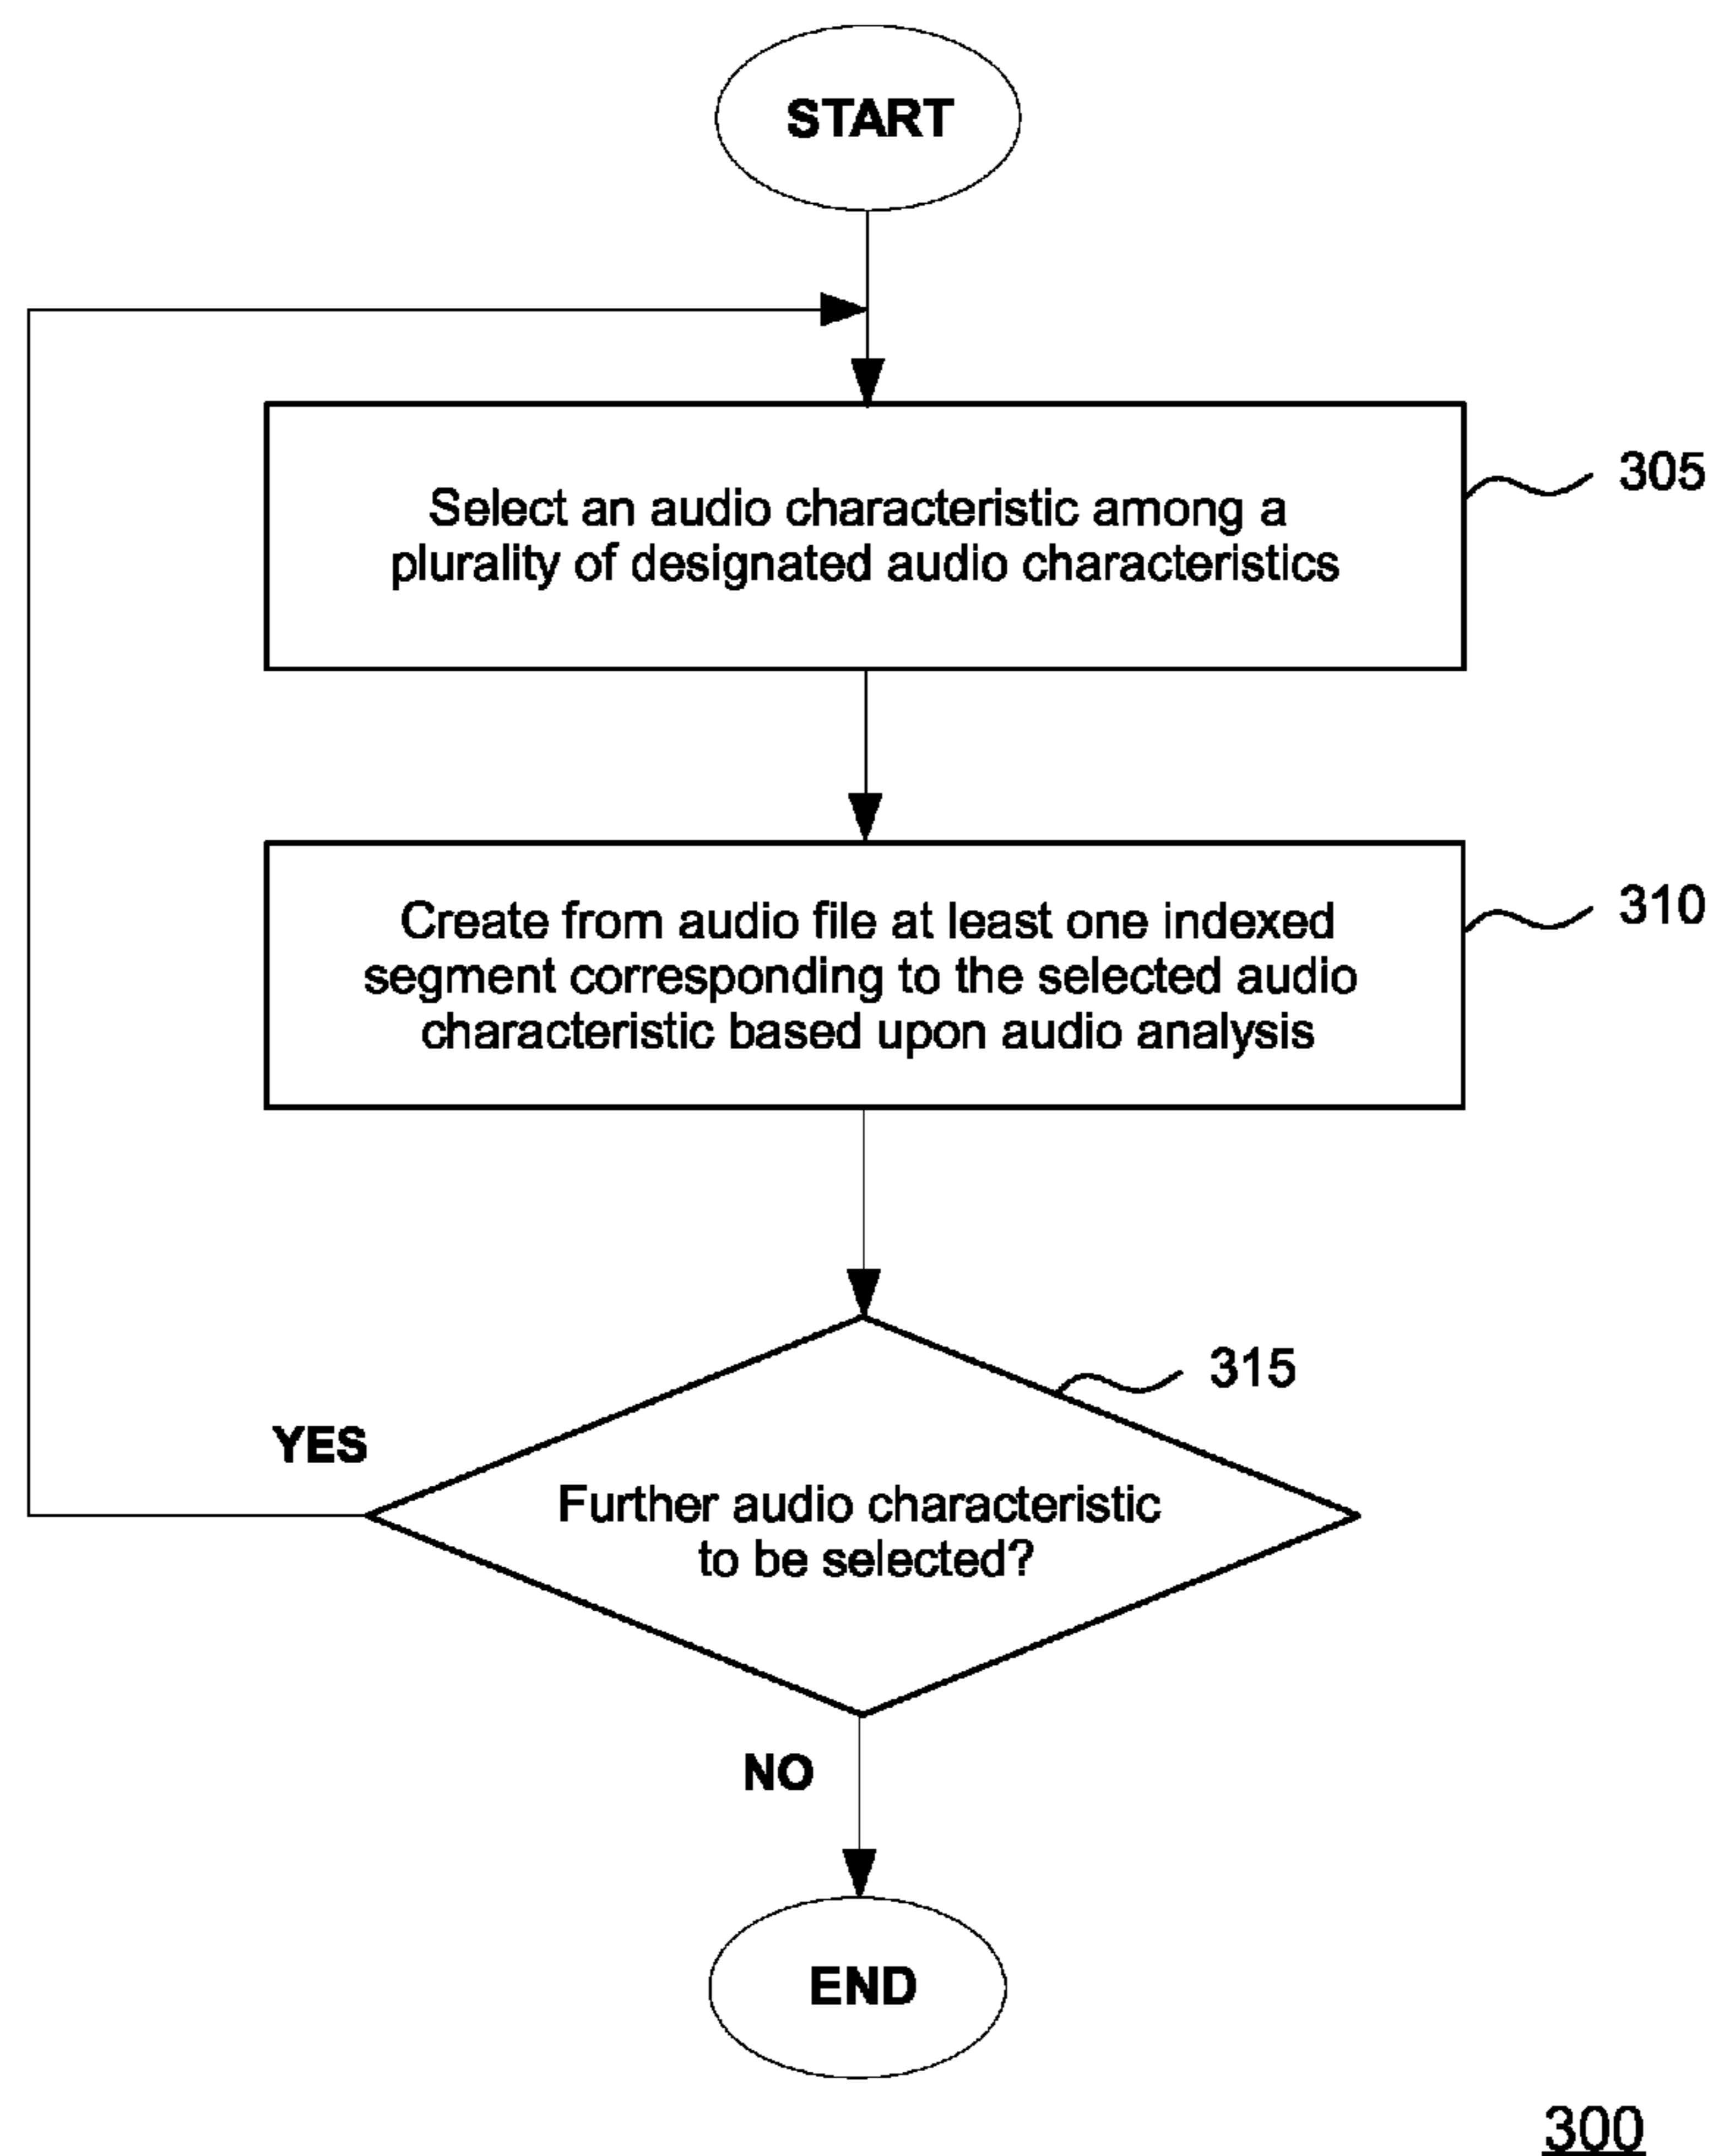 START
Select an audio characteristic among a
plurality of designated audio characteristics
305
Create from audio file at least one indexed
segment corresponding to the selected audio
characteristic based upon audio analysis
310
315
YES
Further audio characteristic
to be selected?
NO
END
300